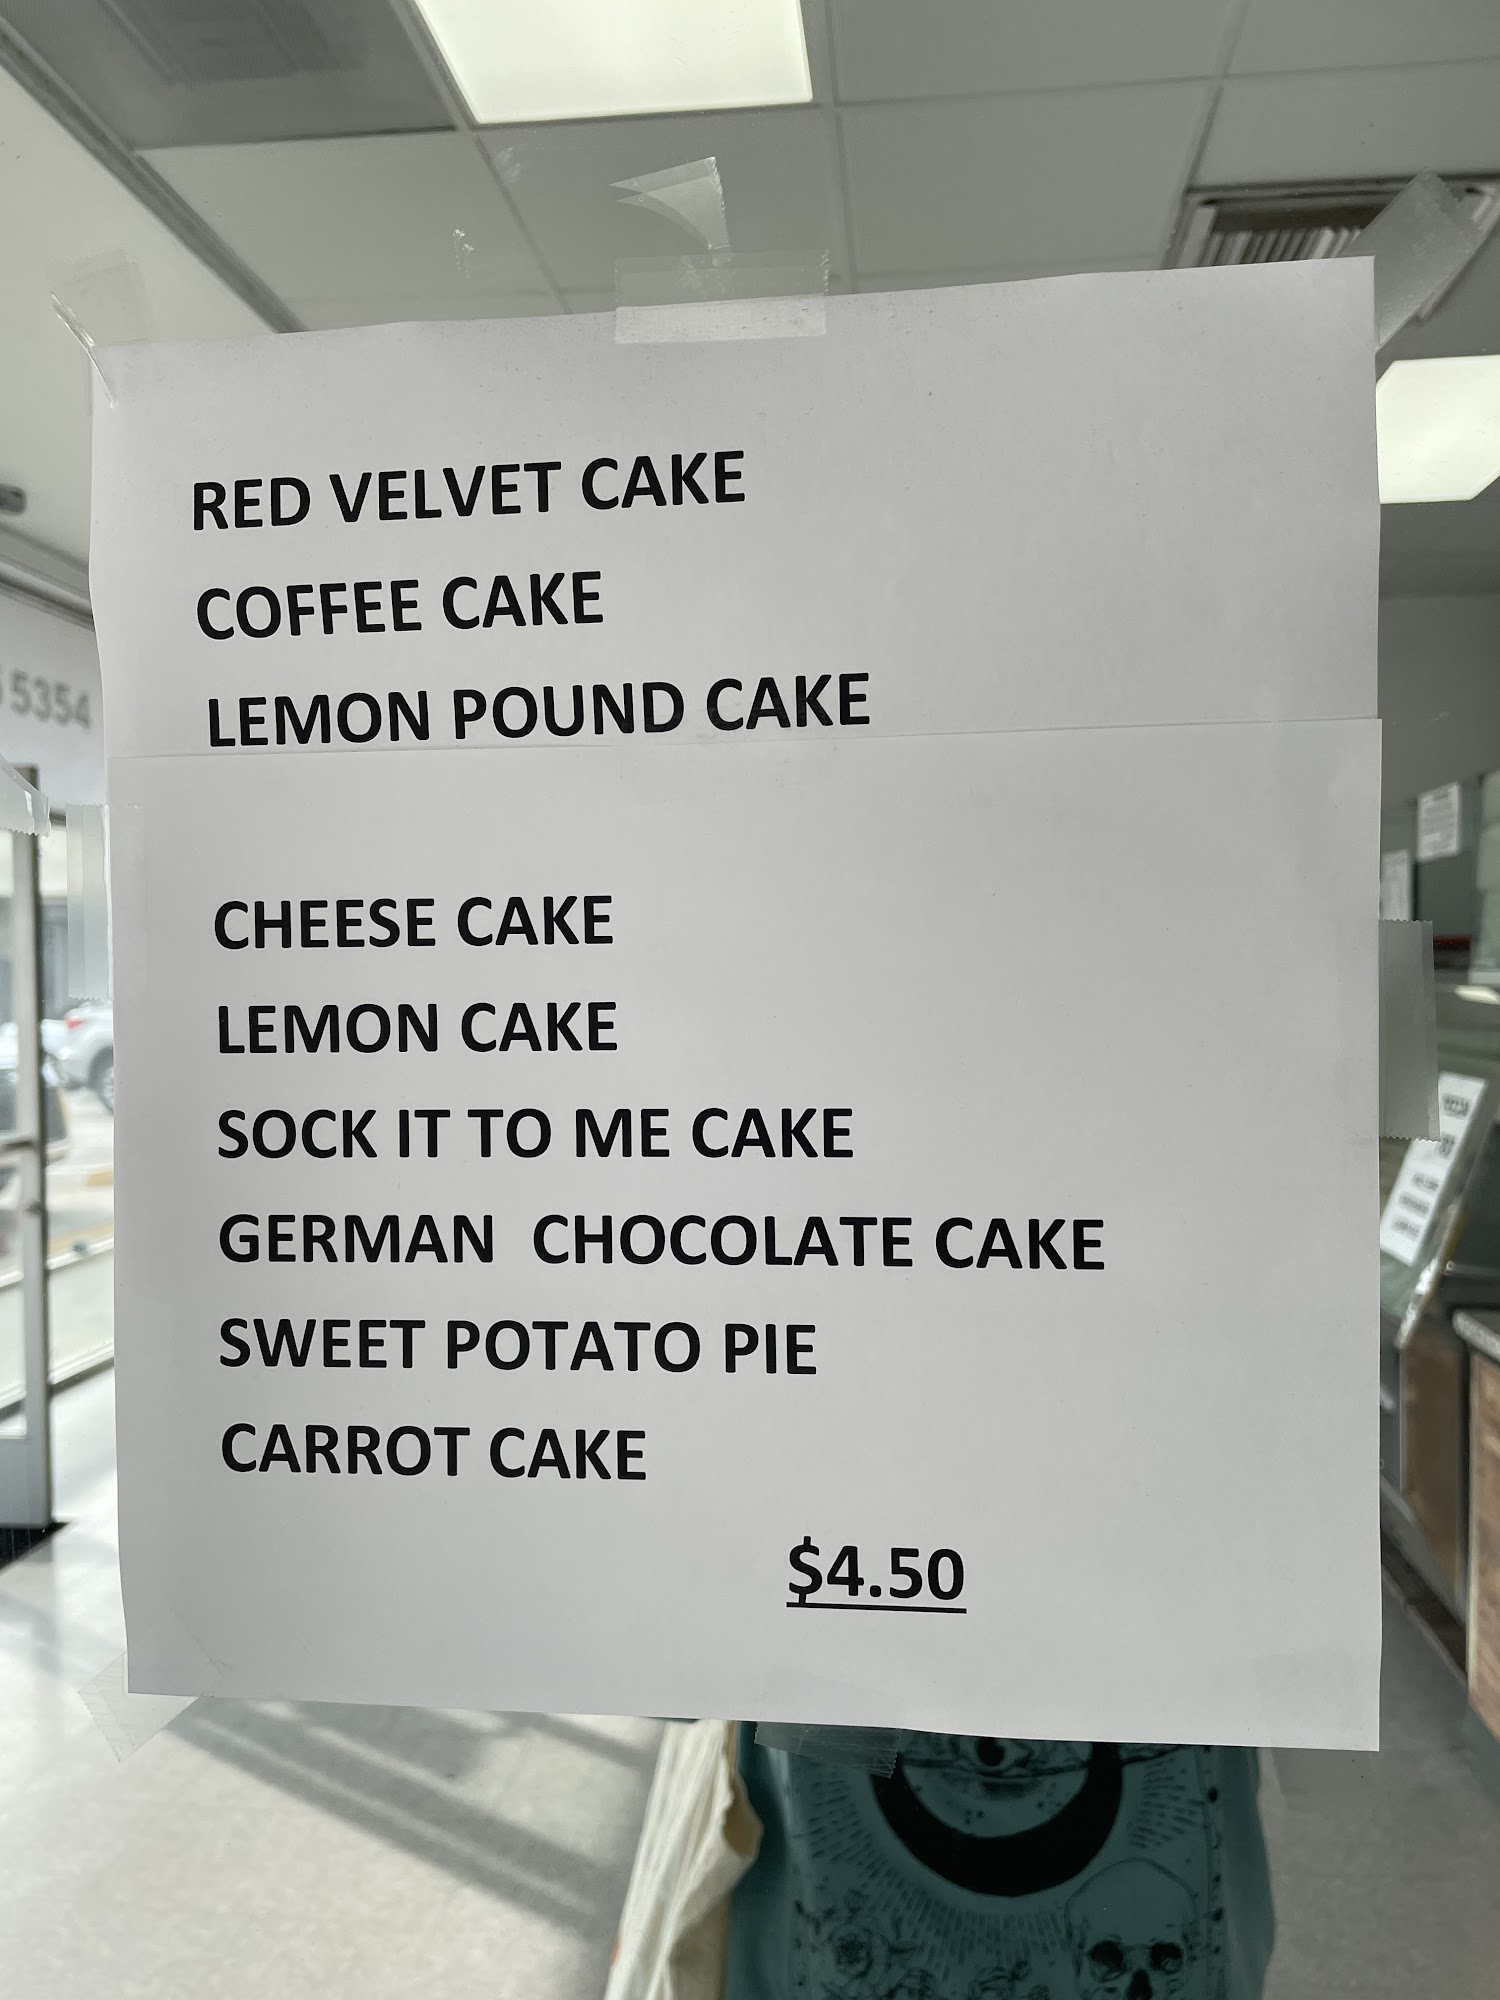 RED VELVET CAKE
COFFEE CAKE
LEMON POUND CAKE
CHEESE CAKE
LEMON CAKE
SOCK IT TO ME CAKE
GERMAN  CHOCOLATE CAKE
SWEET POTATO PIE
CARROT CAKE
$4.50
5354